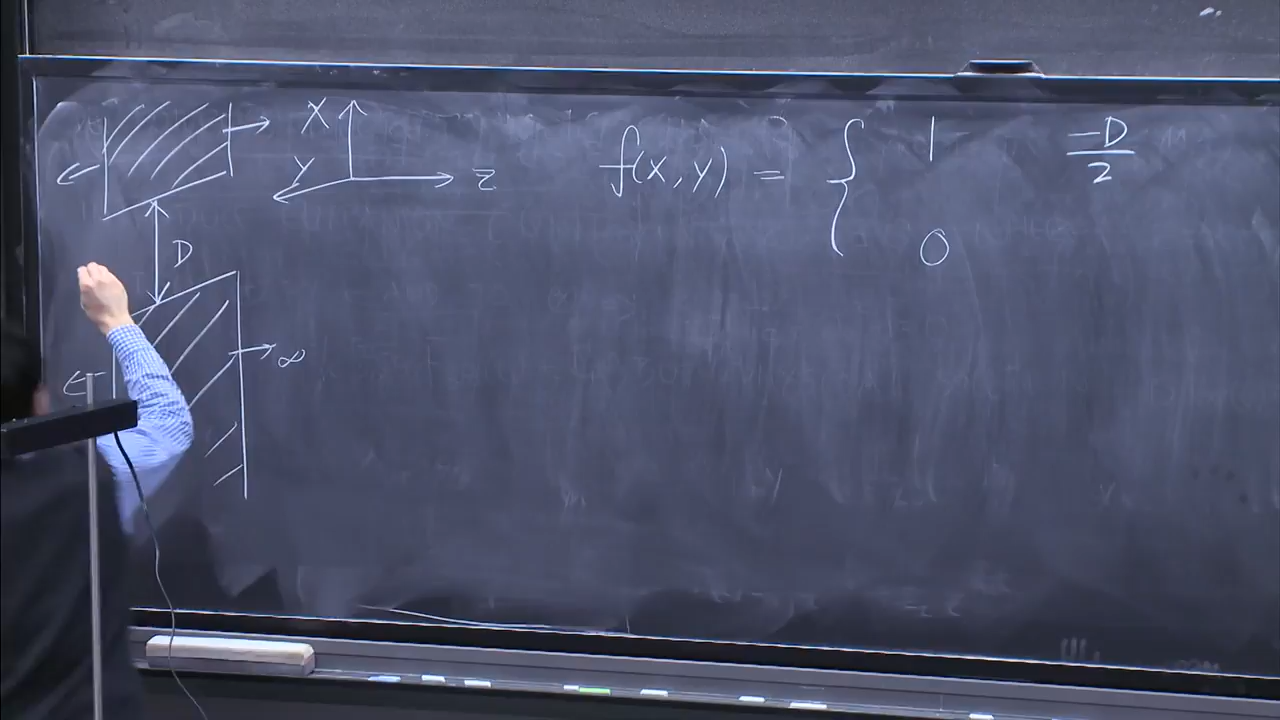 X
Y
Z
D
∞
f(x,y) = { 1 -D/2
0